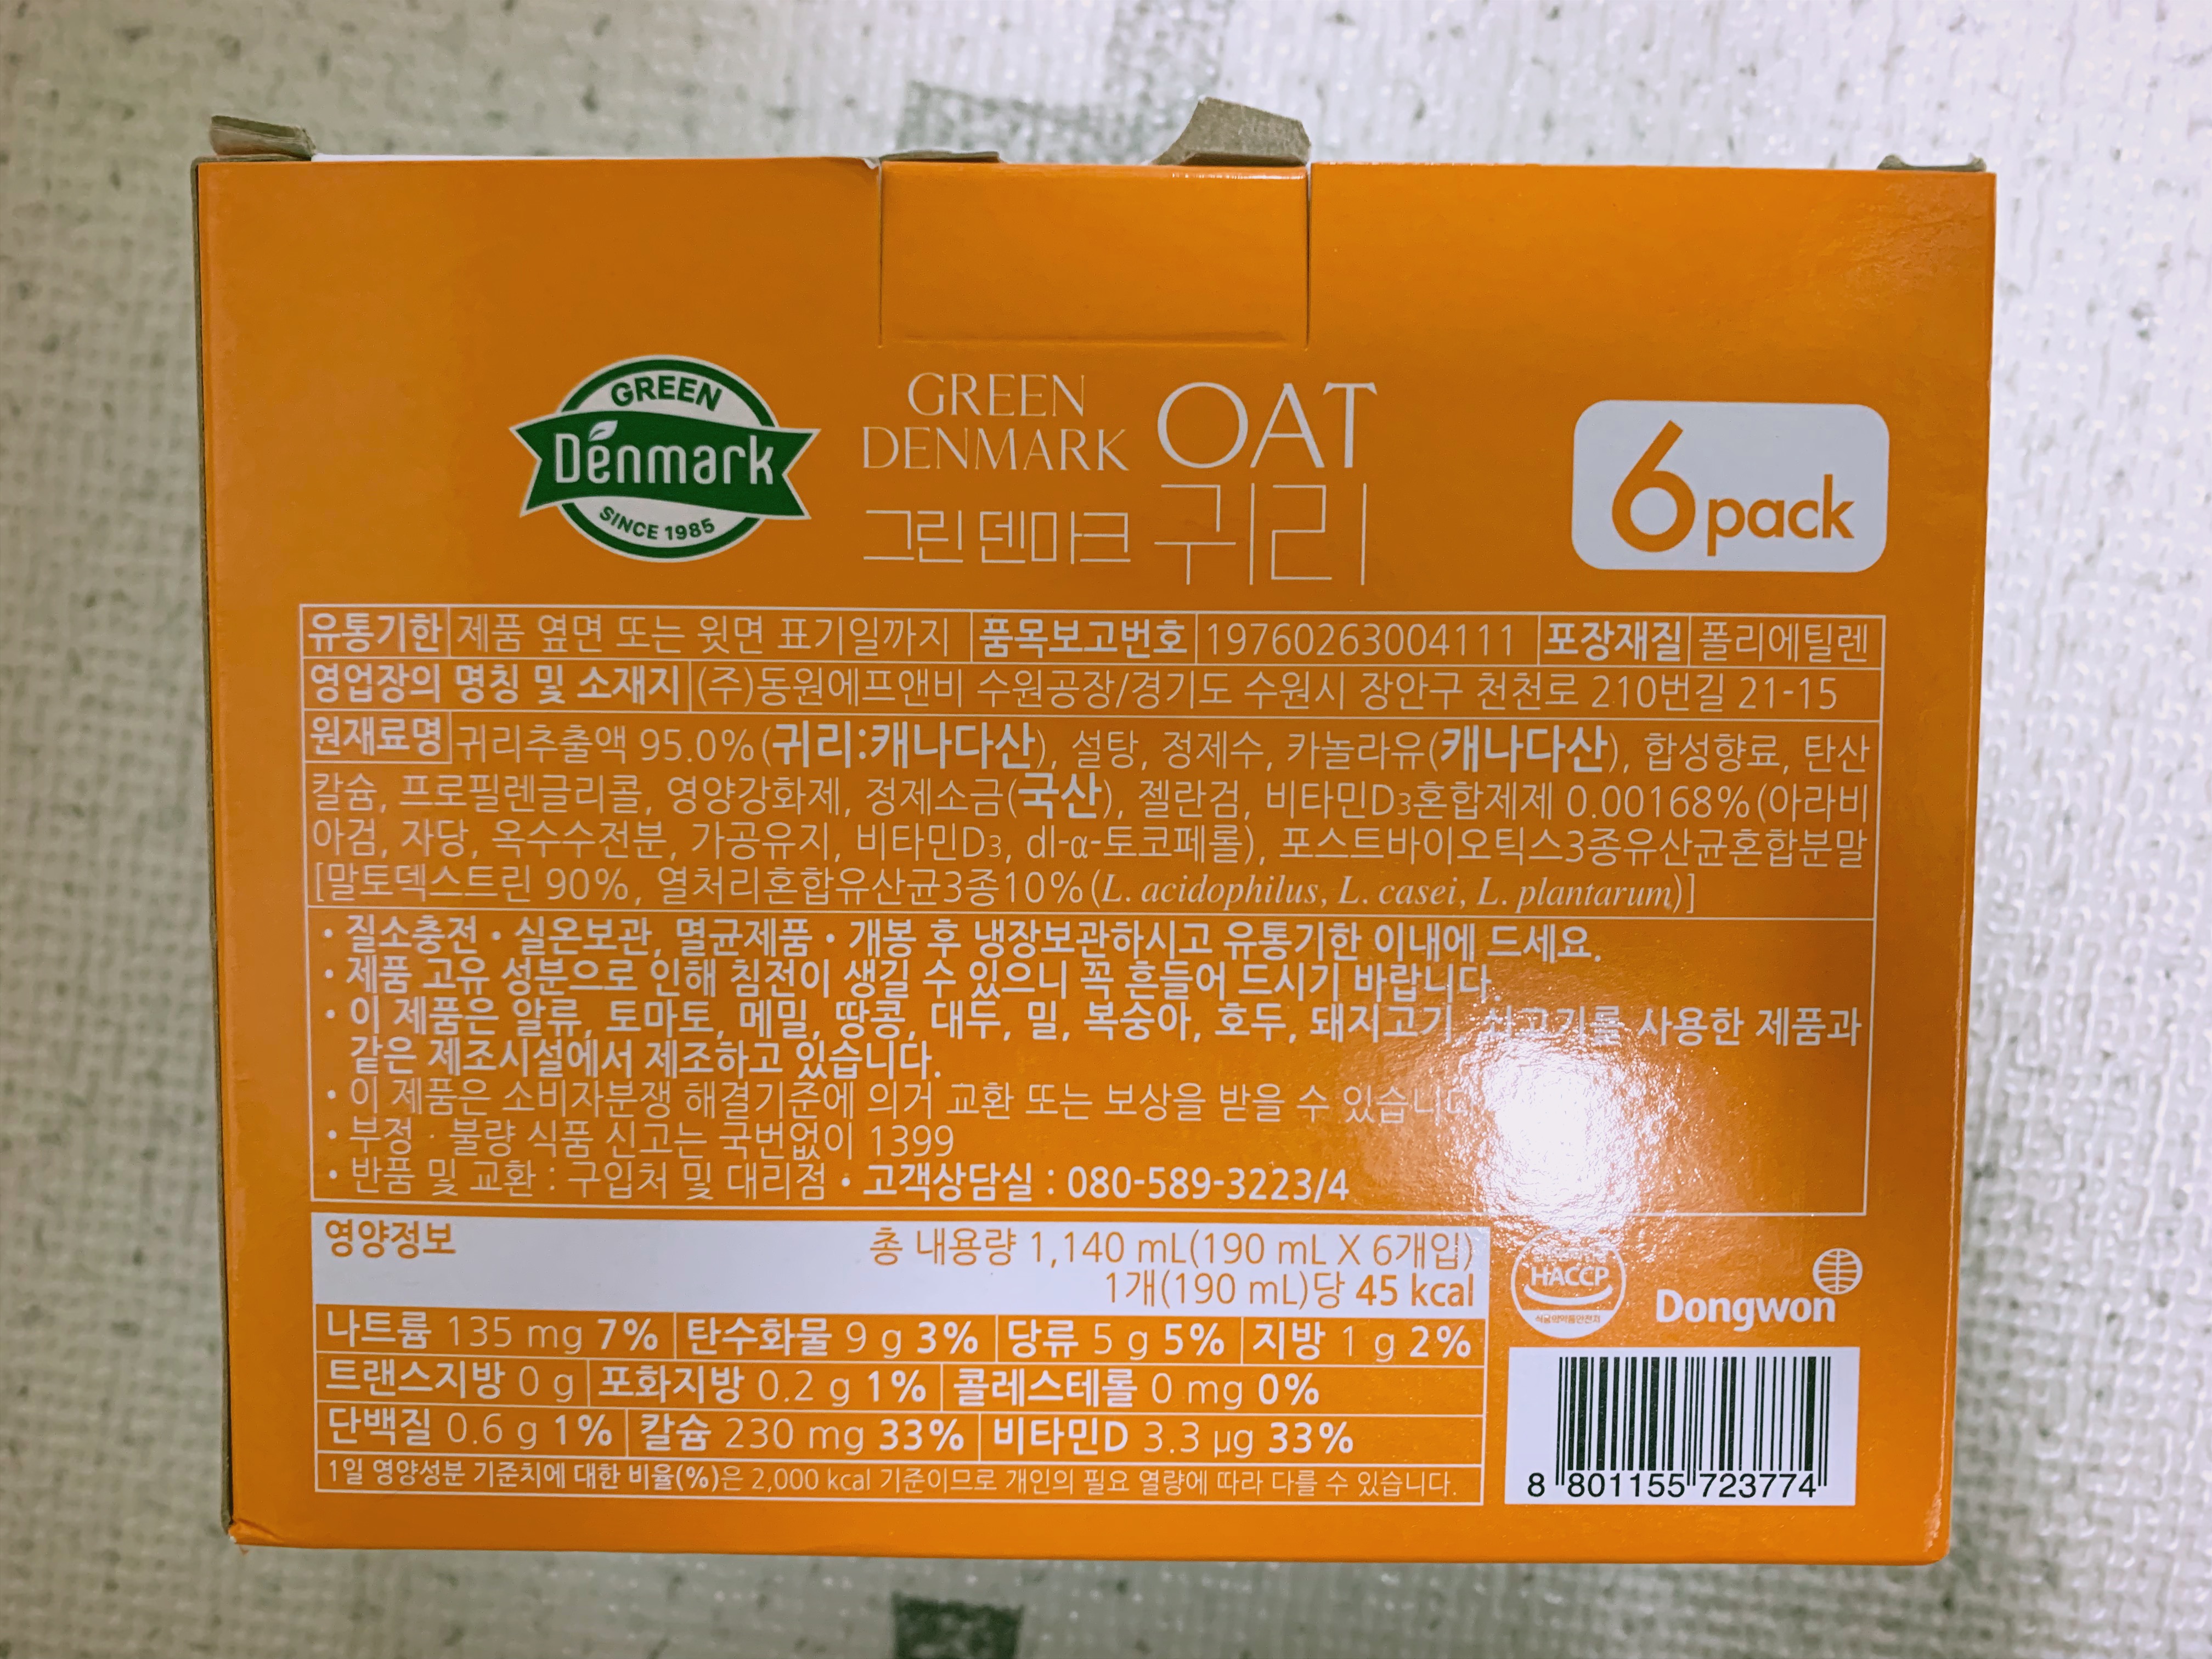 GREEN
Denmark
SINCE 1985
GREEN
DENMARK
OAT
그린 덴마크 귀리
6 pack
유통기한 제품 옆면 또는 윗면 표기일까지 품목보고번호 19760263004111 포장재질 폴리에틸렌
영업장의 명칭 및 소재지 (주)동원에프앤비 수원공장/경기도 수원시 장안구 천천로 210번길 21-15
원재료명 귀리추출액 95.0%(귀리:캐나다산), 설탕, 정제수, 카놀라유(캐나다산), 합성향료, 탄산
칼슘, 프로필렌글리콜, 영양강화제, 정제소금(국산), 젤란검, 비타민D3혼합제제 0.00168%(아라비
아검, 자당, 옥수수전분, 가공유지, 비타민D3, dl-α-토코페롤), 포스트바이오틱스3종유산균혼합분말
[말토덱스트린 90%, 열처리혼합유산균3종10%(L. acidophilus, L. casei, L. plantarum)]
• 질소충전 • 실온보관, 멸균제품 • 개봉 후 냉장보관하시고 유통기한 이내에 드세요.
• 제품 고유 성분으로 인해 침전이 생길 수 있으니 꼭 흔들어 드시기 바랍니다.
• 이 제품은 알류, 토마토, 메밀, 땅콩, 대두, 밀, 복숭아, 호두, 돼지고기, 쇠고기를 사용한 제품과
같은 제조시설에서 제조하고 있습니다.
• 이 제품은 소비자분쟁 해결기준에 의거 교환 또는 보상을 받을 수 있습니다
• 부정 · 불량 식품 신고는 국번없이 1399
• 반품 및 교환 : 구입처 및 대리점 • 고객상담실 : 080-589-3223/4
영양정보 총 내용량 1,140 mL(190 mL X 6개입)
1개(190 mL)당 45 kcal
나트륨 135 mg 7% 탄수화물 9 g 3% 당류 5 g 5% 지방 1 g 2%
트랜스지방 0 g 포화지방 0.2 g 1% 콜레스테롤 0 mg 0%
단백질 0.6 g 1% 칼슘 230 mg 33% 비타민D 3.3 µg 33%
1일 영양성분 기준치에 대한 비율(%)은 2,000 kcal 기준이므로 개인의 필요 열량에 따라 다를 수 있습니다.
HACCP
식품의약품안전처
Dongwon
8 801155 723774